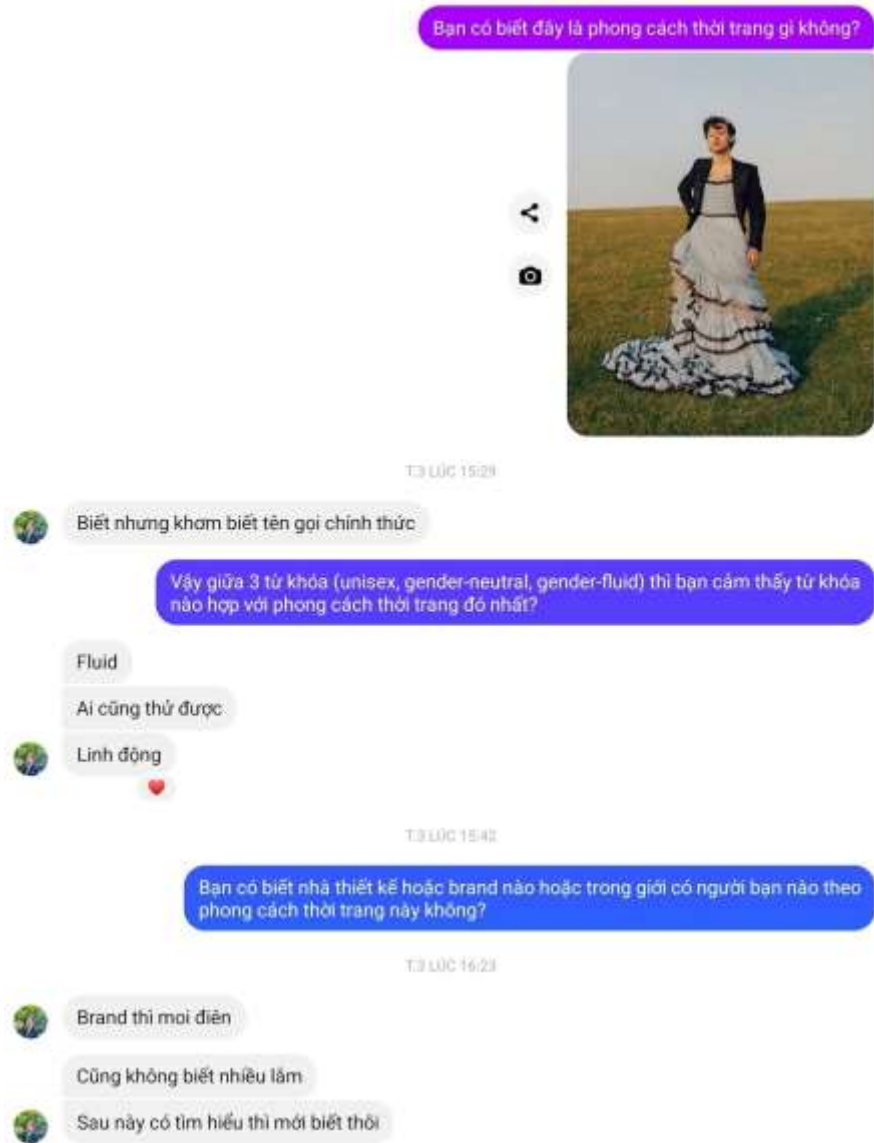 Bạn có biết đây là phong cách thời trang gì không?
T.3 LÚC 15:29
Biết nhưng khơm biết tên gọi chính thức
Vậy giữa 3 từ khóa (unisex, gender-neutral, gender-fluid) thì bạn cảm thấy từ khóa
nào hợp với phong cách thời trang đó nhất?
Fluid
Ai cũng thử được
Linh động
T.3 LÚC 15:42
Bạn có biết nhà thiết kế hoặc brand nào hoặc trong giới có người bạn nào theo
phong cách thời trang này không?
T.3 LÚC 16:23
Brand thì moi điên
Cũng không biết nhiều lắm
Sau này có tìm hiểu thì mới biết thôi